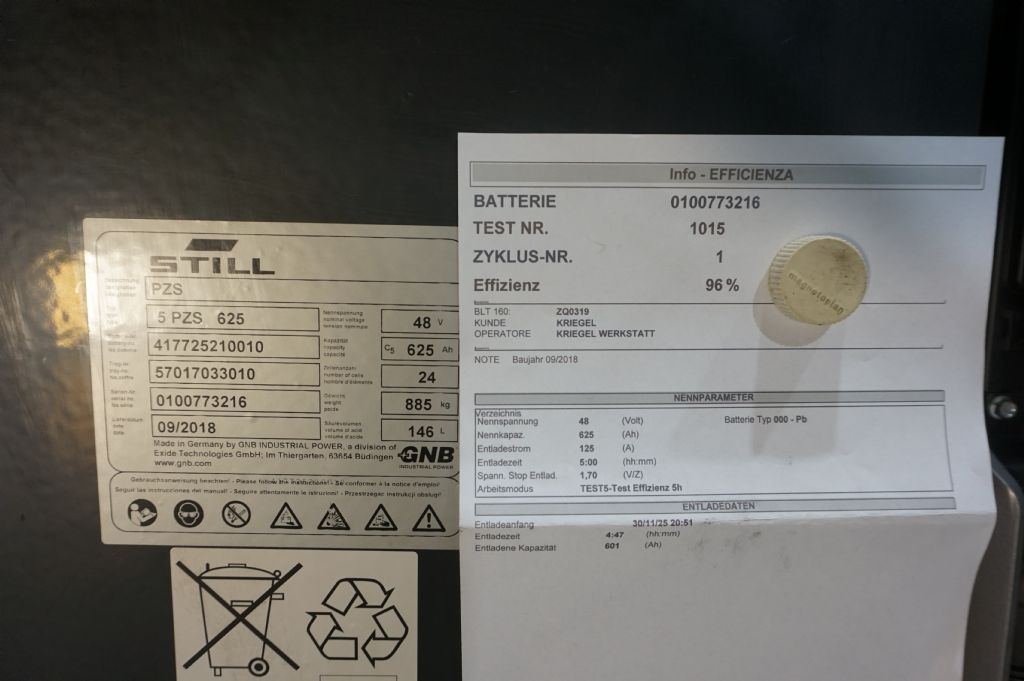 STILL
PZS
5 PZS 625
417725210010
57017033010
0100773216
09/2018
Nennspannung
nominal voltage
tension nominale
48 V
Kapazität
capacity
capacité
C5 625 Ah
Zellenanzahl
number of cells
nombre d'éléments
24
Gewicht
weight
poids
885 kg
Säurevolumen
volume of acid
volume d'acide
146 L
Made in Germany by GNB INDUSTRIAL POWER, a division of
Exide Technologies GmbH; Im Thiergarten, 63654 Büdingen
www.gnb.com
GNB
INDUSTRIAL POWER
Gebrauchsanweisung beachten! - Please follow the instructions! - Se conformer à la notice d'emploi!
Seguir las instrucciones del manual! - Seguire attentamente le istruzioni! - Przestrzegac instrukcji obslugi!
Info - EFFICIENZA
BATTERIE 0100773216
TEST NR. 1015
ZYKLUS-NR. 1
Effizienz 96 %
magnetoplan
BLT 160: ZQ0319
KUNDE KRIEGEL
OPERATORE KRIEGEL WERKSTATT
NOTE Baujahr 09/2018
NENNPARAMETER
Verzeichnis
Nennspannung 48 (Volt) Batterie Typ 000 - Pb
Nennkapaz. 625 (Ah)
Entladestrom 125 (A)
Entladezeit 5:00 (hh:mm)
Spann. Stop Entlad. 1,70 (V/Z)
Arbeitsmodus TEST5-Test Effizienz 5h
ENTLADEDATEN
Entladeanfang 30/11/25 20:51
Entladezeit 4:47 (hh:mm)
Entladene Kapazität 601 (Ah)